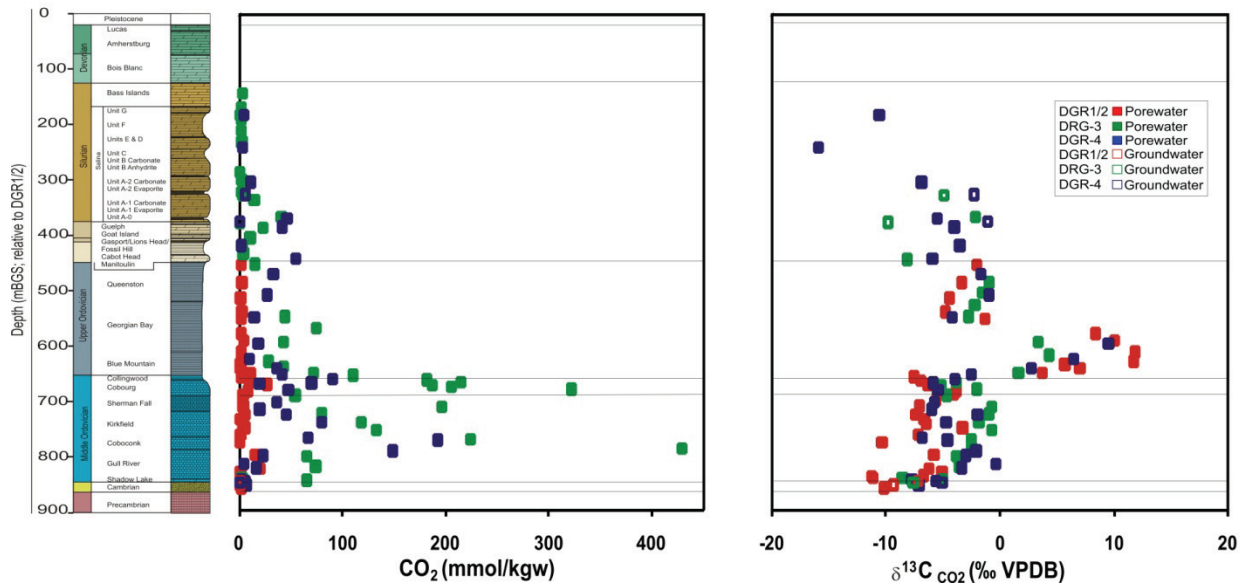 0
100
200
300
400
500
600
700
800
900
Depth (mBGS; relative to DGR1/2)
Devonian
Silurian
Upper Ordovician
Middle Ordovician
Salina
Pleistocene
Lucas
Amherstburg
Bois Blanc
Bass Islands
Unit G
Unit F
Units E & D
Unit C
Unit B Carbonate
Unit B Anhydrite
Unit A-2 Carbonate
Unit A-2 Evaporite
Unit A-1 Carbonate
Unit A-1 Evaporite
Unit A-0
Guelph
Goat Island
Gasport/Lions Head/
Fossil Hill
Cabot Head
Manitoulin
Queenston
Georgian Bay
Blue Mountain
Collingwood
Cobourg
Sherman Fall
Kirkfield
Coboconk
Gull River
Shadow Lake
Cambrian
Precambrian
0 100 200 300 400
CO2 (mmol/kgw)
DGR1/2 Porewater
DRG-3 Porewater
DGR-4 Porewater
DGR1/2 Groundwater
DRG-3 Groundwater
DGR-4 Groundwater
-20 -10 0 10 20
δ13C CO2 (‰ VPDB)